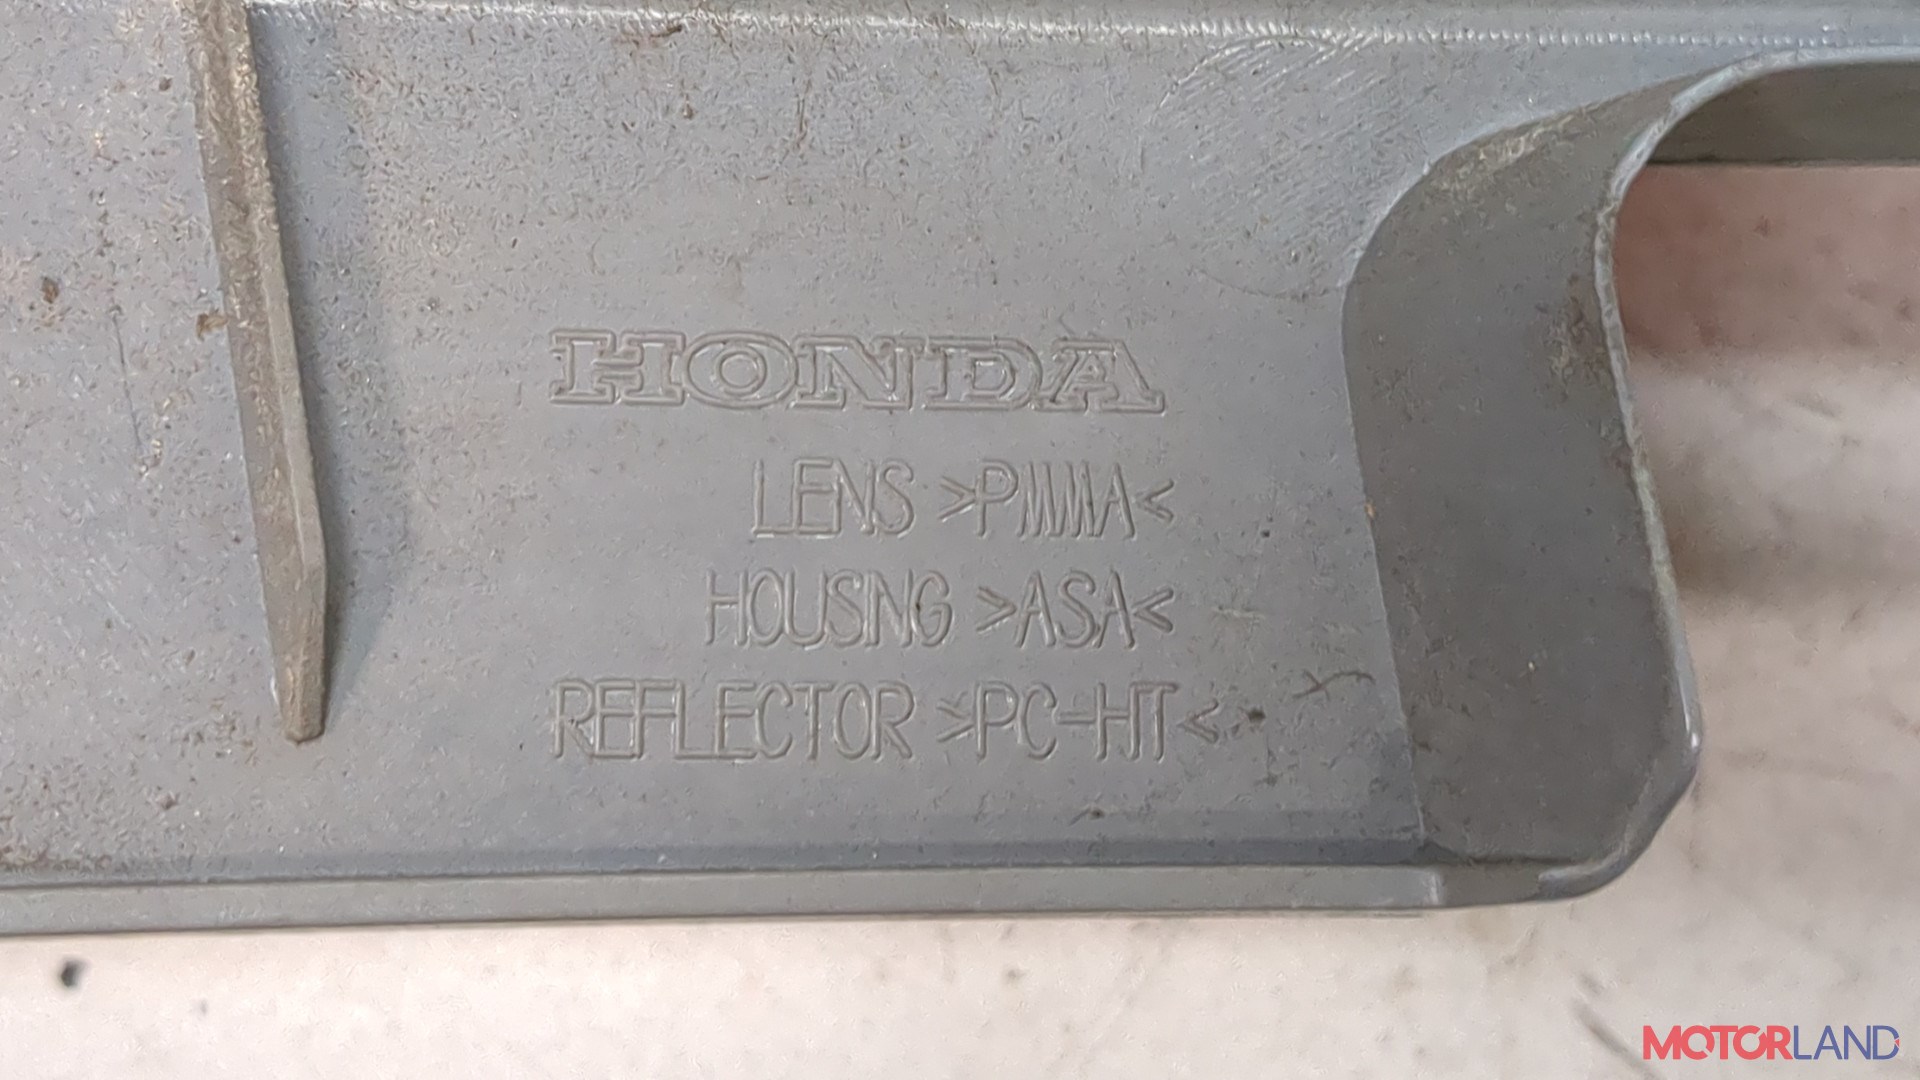 HONDA
LENS >PMMA<
HOUSING >ASA<
REFLECTOR >PC-HT<
MOTORLAND